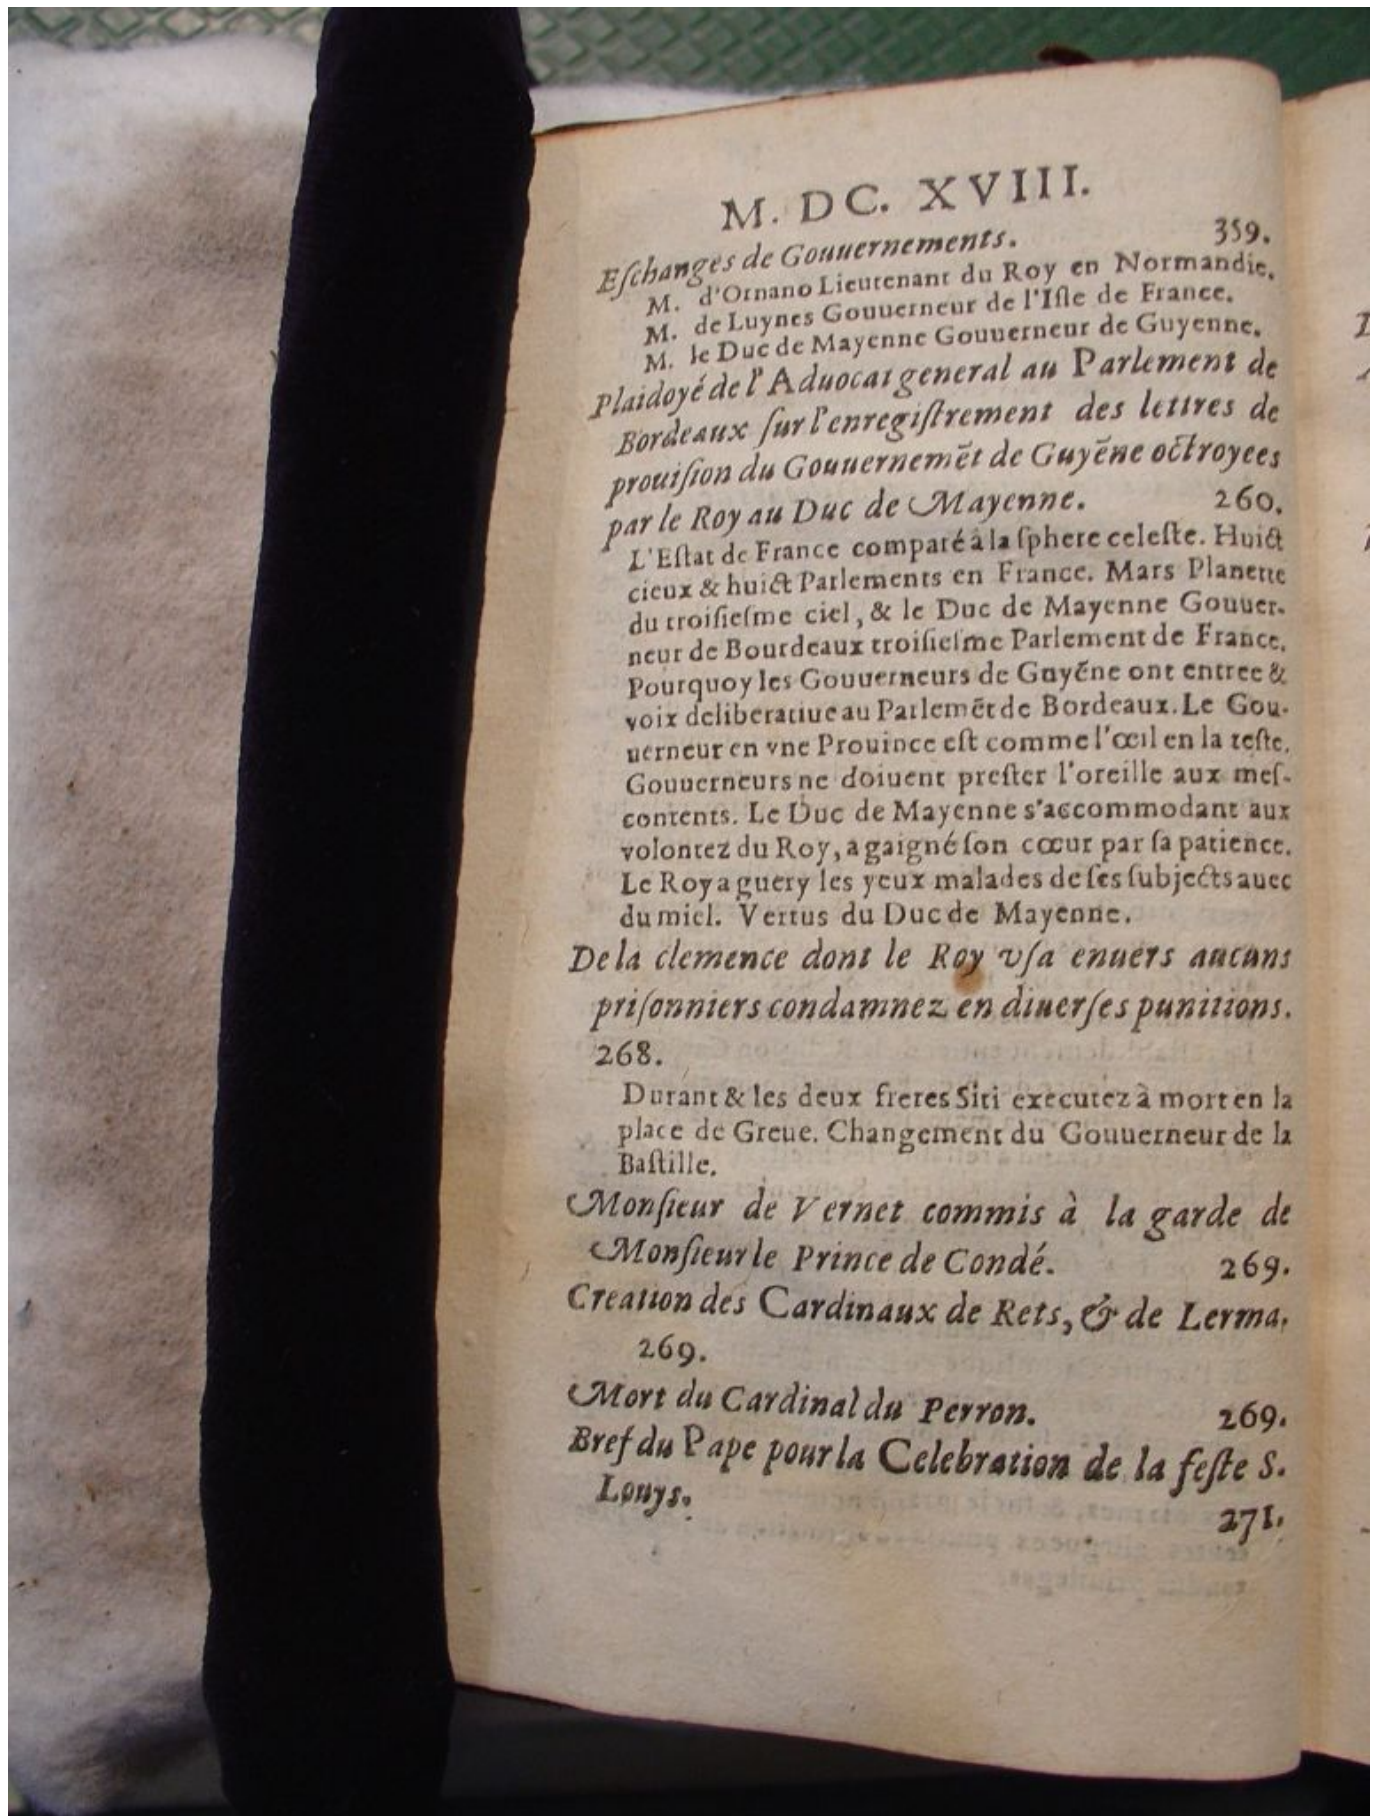 M. DC. XVIII.
Eſchanges de Gouuernements. 359.
M. d'Ornano Lieutenant du Roy en Normandie.
M. de Luynes Gouuerneur de l'Iſle de France.
M. le Duc de Mayenne Gouuerneur de Guyenne.
Plaidoyé de l'Aduocat general au Parlement de
Bordeaux ſur l'enregiſtrement des lettres de
prouiſion du Gouuernemēt de Guyēne octroyees
par le Roy au Duc de Mayenne. 260.
L'Eſtat de France comparé à la ſphere celeſte. Huict
cieux & huict Parlements en France. Mars Planette
du troiſieſme ciel, & le Duc de Mayenne Gouuer-
neur de Bourdeaux troiſieſme Parlement de France.
Pourquoy les Gouuerneurs de Guyēne ont entree &
voix deliberatiue au Parlemēt de Bordeaux. Le Gou-
uerneur en vne Prouince eſt comme l'œil en la teſte.
Gouuerneurs ne doiuent preſter l'oreille aux meſ-
contents. Le Duc de Mayenne s'accommodant aux
volontez du Roy, a gaigné ſon cœur par ſa patience.
Le Roy a guery les yeux malades de ſes ſubjects auec
du miel. Vertus du Duc de Mayenne.
De la clemence dont le Roy vſa enuers aucuns
priſonniers condamnez en diuerſes punitions.
268.
Durant & les deux freres Siti executez à mort en la
place de Greue. Changement du Gouuerneur de la
Baſtille.
Monſieur de Vernet commis à la garde de
Monſieur le Prince de Condé. 269.
Creation des Cardinaux de Rets, & de Lerma.
269.
Mort du Cardinal du Perron. 269.
Bref du Pape pour la Celebration de la feſte S.
Louys. 271.